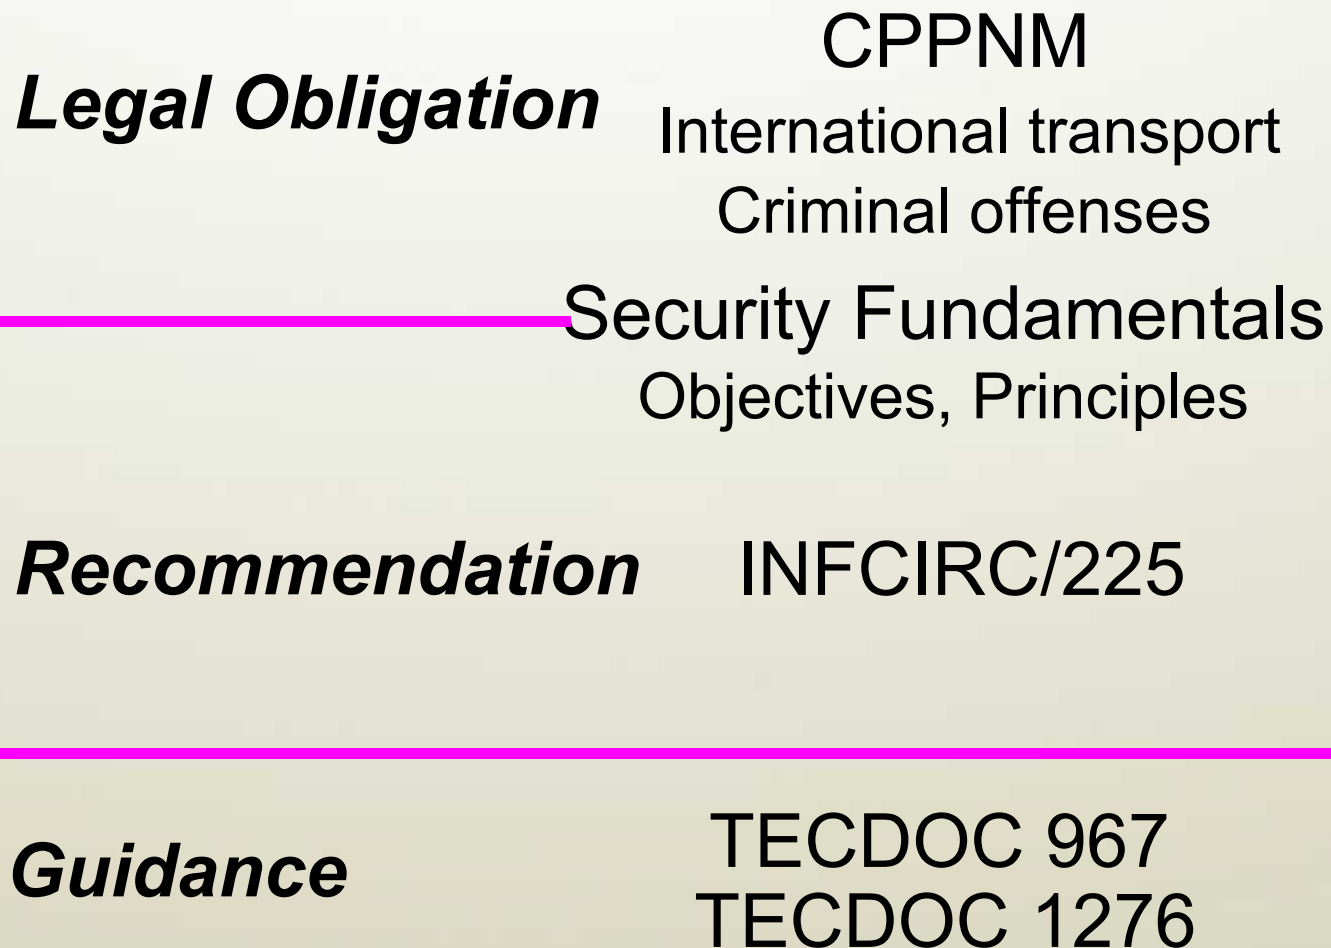 CPPNM
Legal Obligation
International transport
Criminal offenses
Security Fundamentals
Objectives, Principles
Recommendation INFCIRC/225
Guidance
TECDOC 967
TECDOC 1276